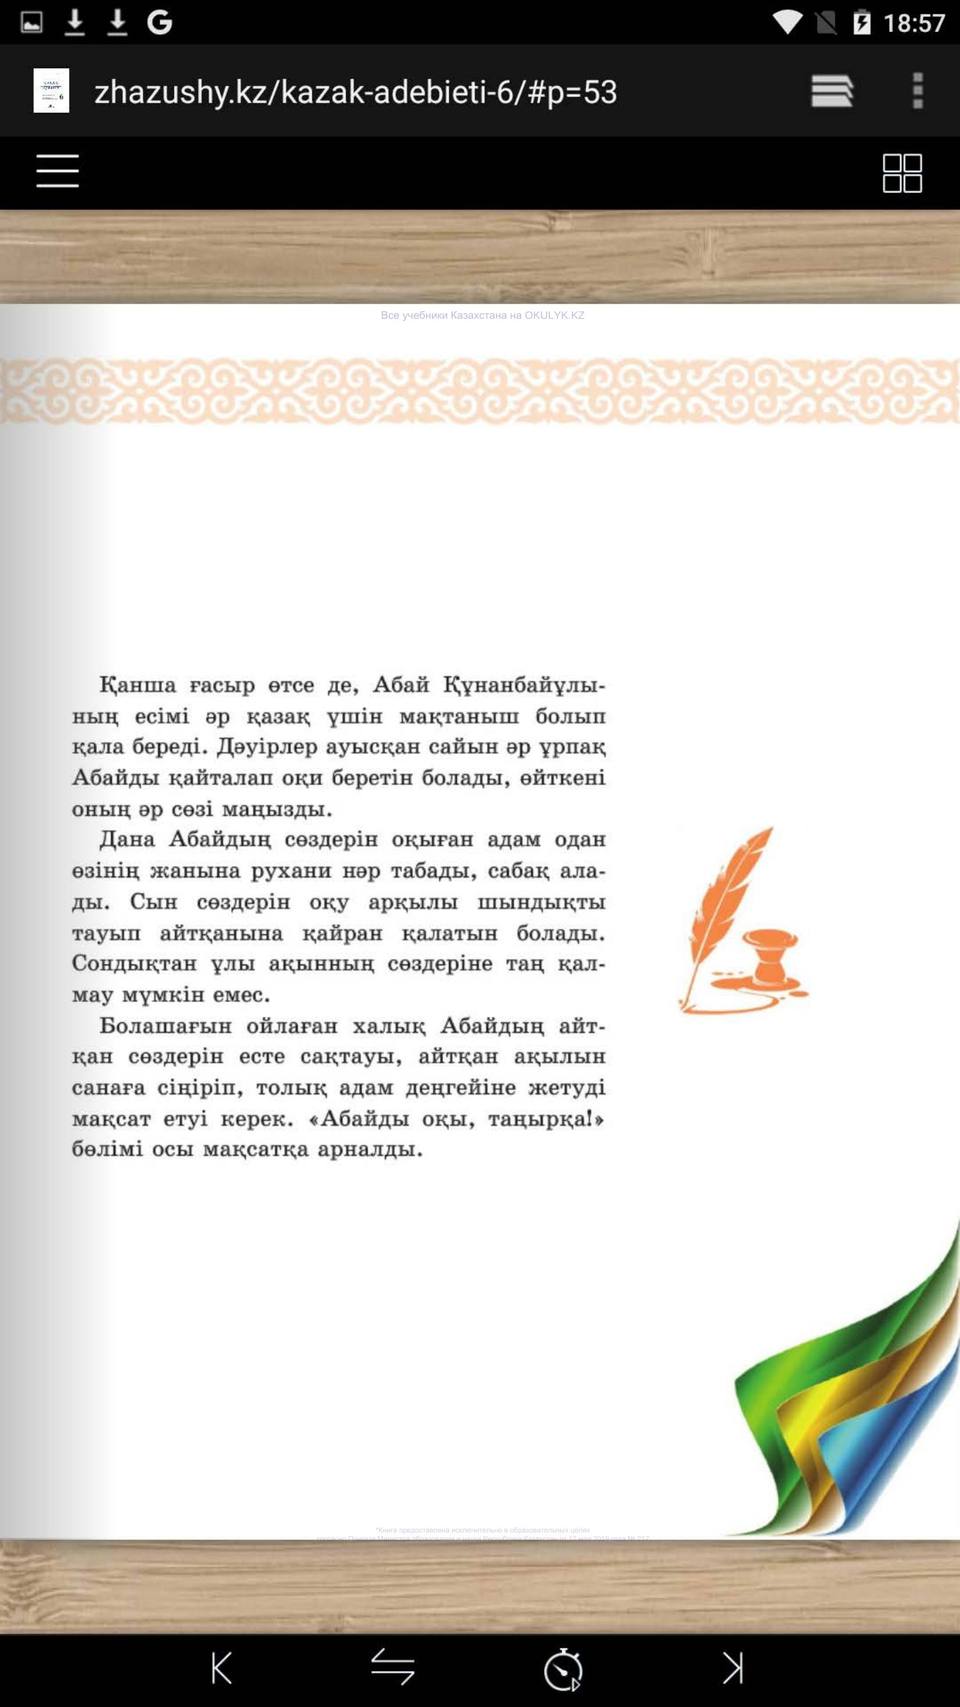 18:57
zhazushy.kz/kazak-adebieti-6/#p=53
Все учебники Казахстана на OKULYK.KZ
Қанша ғасыр өтсе де, Абай Құнанбайұлы-
ның есімі әр қазақ үшін мақтаныш болып
қала береді. Дәуірлер ауысқан сайын әр ұрпақ
Абайды қайталап оқи беретін болады, өйткені
оның әр сөзі маңызды.
Дана Абайдың сөздерін оқыған адам одан
өзінің жанына рухани нәр табады, сабақ ала-
ды. Сын сөздерін оқу арқылы шындықты
тауып айтқанына қайран қалатын болады.
Сондықтан ұлы ақынның сөздеріне таң қал-
мау мүмкін емес.
Болашағын ойлаған халық Абайдың айт-
қан сөздерін есте сақтауы, айтқан ақылын
санаға сіңіріп, толық адам деңгейіне жетуді
мақсат етуі керек. «Абайды оқы, таңырқа!»
бөлімі осы мақсатқа арналды.
*Книга предоставлена исключительно в образовательных целях